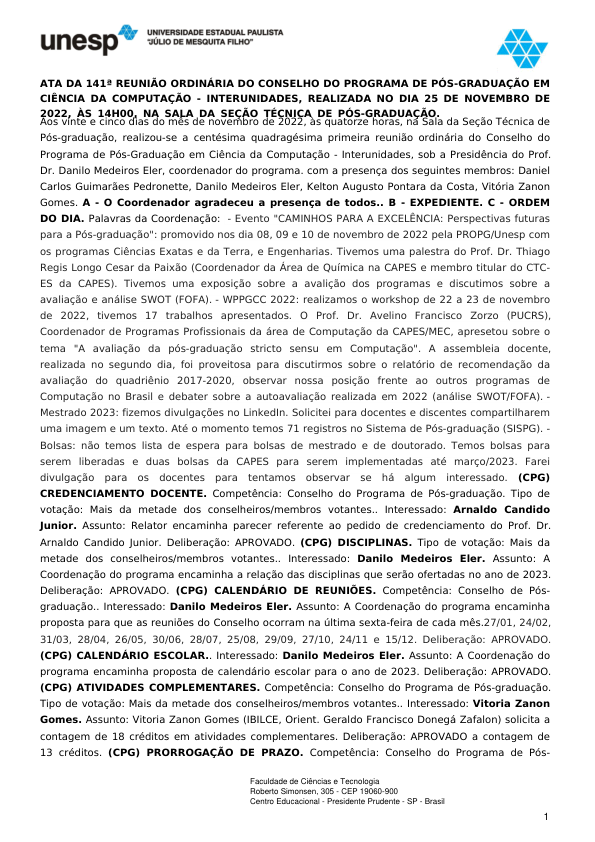 unesp
UNIVERSIDADE ESTADUAL PAULISTA
"JÚLIO DE MESQUITA FILHO"
ATA DA 141ª REUNIÃO ORDINÁRIA DO CONSELHO DO PROGRAMA DE PÓS-GRADUAÇÃO EM
CIÊNCIA DA COMPUTAÇÃO - INTERUNIDADES, REALIZADA NO DIA 25 DE NOVEMBRO DE
2022, ÀS 14H00, NA SALA DA SEÇÃO TÉCNICA DE PÓS-GRADUAÇÃO.
Aos vinte e cinco dias do mês de novembro de 2022, às quatorze horas, na Sala da Seção Técnica de
Pós-graduação, realizou-se a centésima quadragésima primeira reunião ordinária do Conselho do
Programa de Pós-Graduação em Ciência da Computação - Interunidades, sob a Presidência do Prof.
Dr. Danilo Medeiros Eler, coordenador do programa. com a presença dos seguintes membros: Daniel
Carlos Guimarães Pedronette, Danilo Medeiros Eler, Kelton Augusto Pontara da Costa, Vitória Zanon
Gomes. A - O Coordenador agradeceu a presença de todos.. B - EXPEDIENTE. C - ORDEM
DO DIA. Palavras da Coordenação: - Evento "CAMINHOS PARA A EXCELÊNCIA: Perspectivas futuras
para a Pós-graduação": promovido nos dia 08, 09 e 10 de novembro de 2022 pela PROPG/Unesp com
os programas Ciências Exatas e da Terra, e Engenharias. Tivemos uma palestra do Prof. Dr. Thiago
Regis Longo Cesar da Paixão (Coordenador da Área de Química na CAPES e membro titular do CTC-
ES da CAPES). Tivemos uma exposição sobre a avalição dos programas e discutimos sobre a
avaliação e análise SWOT (FOFA). - WPPGCC 2022: realizamos o workshop de 22 a 23 de novembro
de 2022, tivemos 17 trabalhos apresentados. O Prof. Dr. Avelino Francisco Zorzo (PUCRS),
Coordenador de Programas Profissionais da área de Computação da CAPES/MEC, apresetou sobre o
tema "A avaliação da pós-graduação stricto sensu em Computação". A assembleia docente,
realizada no segundo dia, foi proveitosa para discutirmos sobre o relatório de recomendação da
avaliação do quadriênio 2017-2020, observar nossa posição frente ao outros programas de
Computação no Brasil e debater sobre a autoavaliação realizada em 2022 (análise SWOT/FOFA). -
Mestrado 2023: fizemos divulgações no LinkedIn. Solicitei para docentes e discentes compartilharem
uma imagem e um texto. Até o momento temos 71 registros no Sistema de Pós-graduação (SISPG). -
Bolsas: não temos lista de espera para bolsas de mestrado e de doutorado. Temos bolsas para
serem liberadas e duas bolsas da CAPES para serem implementadas até março/2023. Farei
divulgação para os docentes para tentamos observar se há algum interessado. (CPG)
CREDENCIAMENTO DOCENTE. Competência: Conselho do Programa de Pós-graduação. Tipo de
votação: Mais da metade dos conselheiros/membros votantes.. Interessado: Arnaldo Candido
Junior. Assunto: Relator encaminha parecer referente ao pedido de credenciamento do Prof. Dr.
Arnaldo Candido Junior. Deliberação: APROVADO. (CPG) DISCIPLINAS. Tipo de votação: Mais da
metade dos conselheiros/membros votantes.. Interessado: Danilo Medeiros Eler. Assunto: A
Coordenação do programa encaminha a relação das disciplinas que serão ofertadas no ano de 2023.
Deliberação: APROVADO. (CPG) CALENDÁRIO DE REUNIÕES. Competência: Conselho de Pós-
graduação.. Interessado: Danilo Medeiros Eler. Assunto: A Coordenação do programa encaminha
proposta para que as reuniões do Conselho ocorram na última sexta-feira de cada mês.27/01, 24/02,
31/03, 28/04, 26/05, 30/06, 28/07, 25/08, 29/09, 27/10, 24/11 e 15/12. Deliberação: APROVADO.
(CPG) CALENDÁRIO ESCOLAR.. Interessado: Danilo Medeiros Eler. Assunto: A Coordenação do
programa encaminha proposta de calendário escolar para o ano de 2023. Deliberação: APROVADO.
(CPG) ATIVIDADES COMPLEMENTARES. Competência: Conselho do Programa de Pós-graduação.
Tipo de votação: Mais da metade dos conselheiros/membros votantes.. Interessado: Vitoria Zanon
Gomes. Assunto: Vitoria Zanon Gomes (IBILCE, Orient. Geraldo Francisco Donegá Zafalon) solicita a
contagem de 18 créditos em atividades complementares. Deliberação: APROVADO a contagem de
13 créditos. (CPG) PRORROGAÇÃO DE PRAZO. Competência: Conselho do Programa de Pós-
Faculdade de Ciências e Tecnologia
Roberto Simonsen, 305 - CEP 19060-900
Centro Educacional - Presidente Prudente - SP - Brasil
1